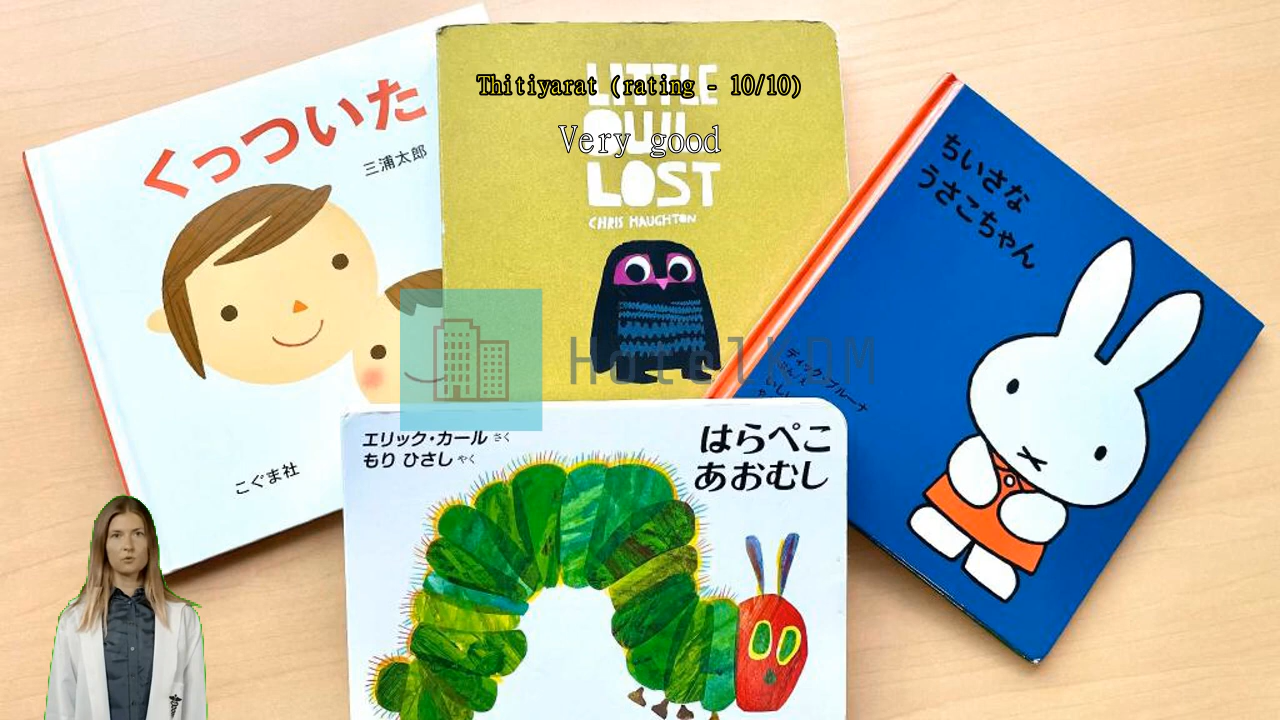 くっついた
三浦太郎
こぐま社
Thitiyarat (rating - 10/10)
Very good
LITTLE
OWL
LOST
CHRIS HAUGHTON
ちいさな
うさこちゃん
ディック・ブルーナ
HotelKDM
エリック・カール さく
もり ひさし やく
はらぺこ
あおむし